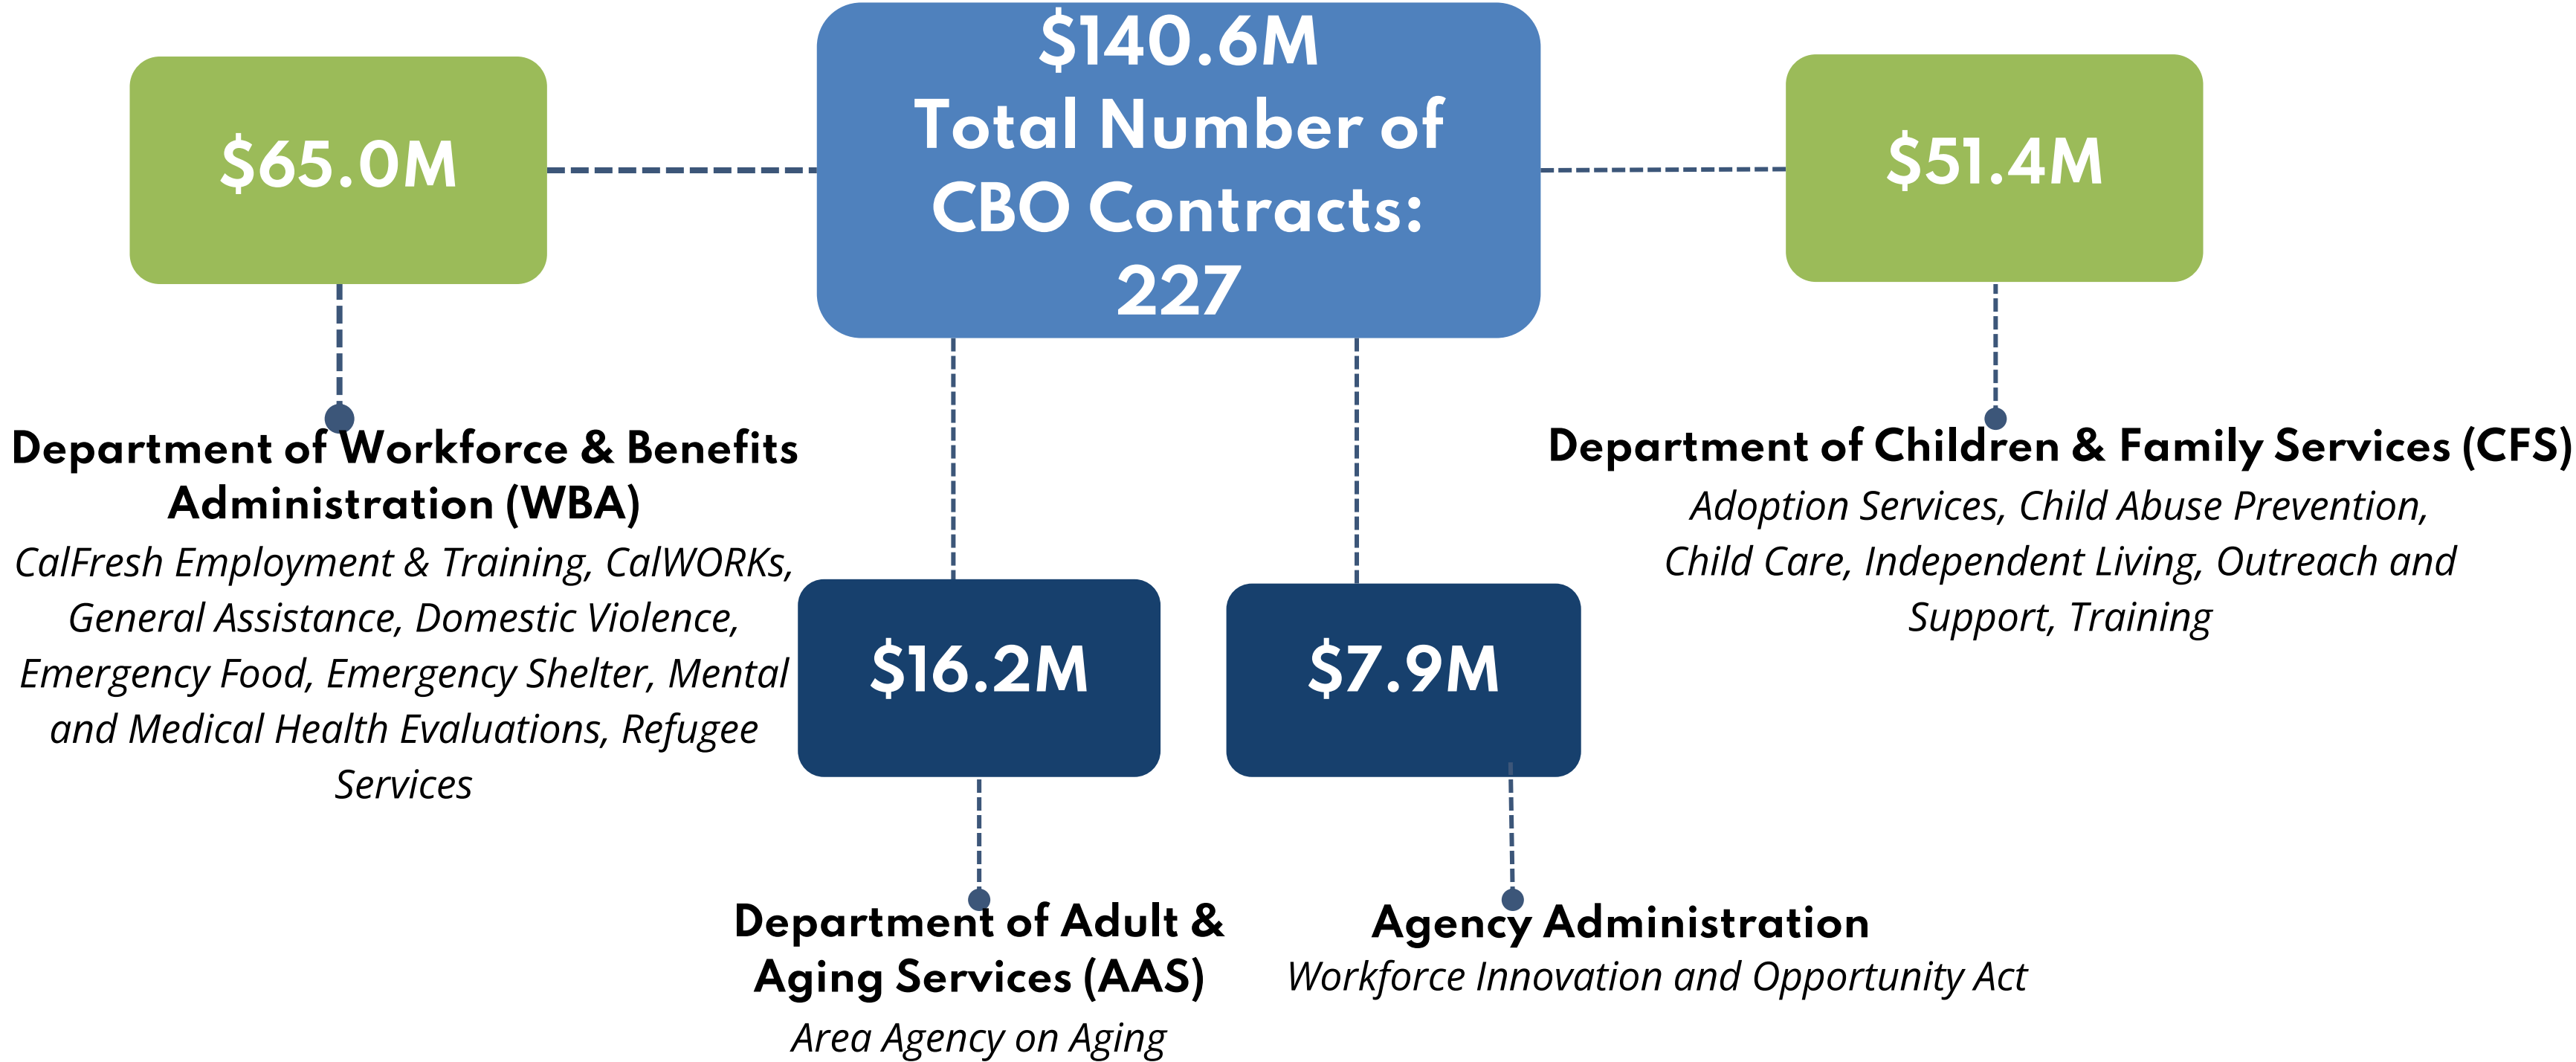 $140.6M
Total Number of
CBO Contracts:
227
$65.0M
Department of Workforce & Benefits
Administration (WBA)
CalFresh Employment & Training, CalWORKs,
General Assistance, Domestic Violence,
Emergency Food, Emergency Shelter, Mental
and Medical Health Evaluations, Refugee
Services
$51.4M
Department of Children & Family Services (CFS)
Adoption Services, Child Abuse Prevention,
Child Care, Independent Living, Outreach and
Support, Training
$16.2M
Department of Adult &
Aging Services (AAS)
Area Agency on Aging
$7.9M
Agency Administration
Workforce Innovation and Opportunity Act